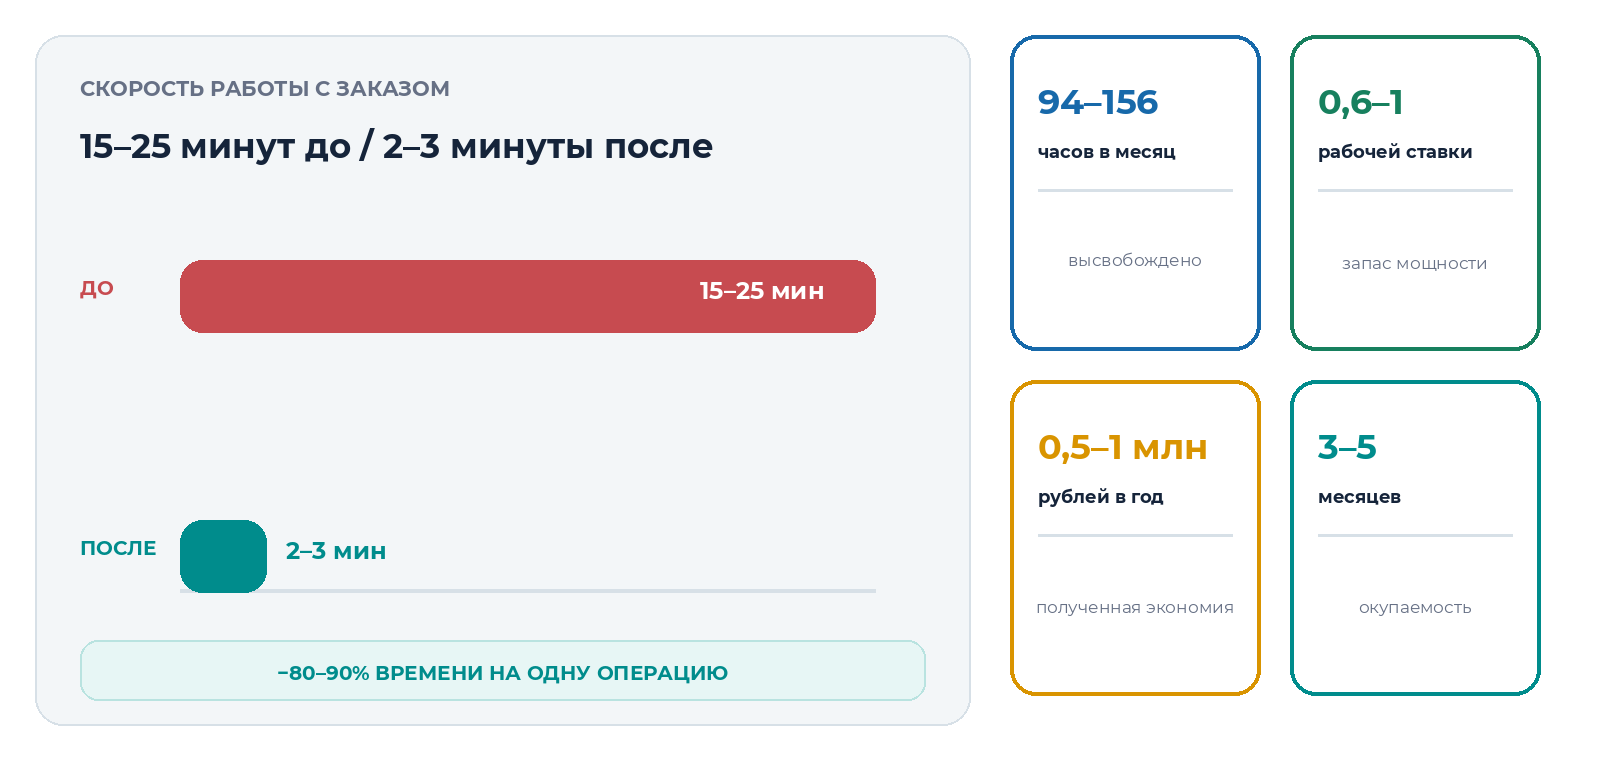 СКОРОСТЬ РАБОТЫ С ЗАКАЗОМ
15–25 минут до / 2–3 минуты после
ДО
15–25 мин
ПОСЛЕ
2–3 мин
−80–90% ВРЕМЕНИ НА ОДНУ ОПЕРАЦИЮ
94–156
часов в месяц
высвобождено
0,6–1
рабочей ставки
запас мощности
0,5–1 млн
рублей в год
полученная экономия
3–5
месяцев
окупаемость